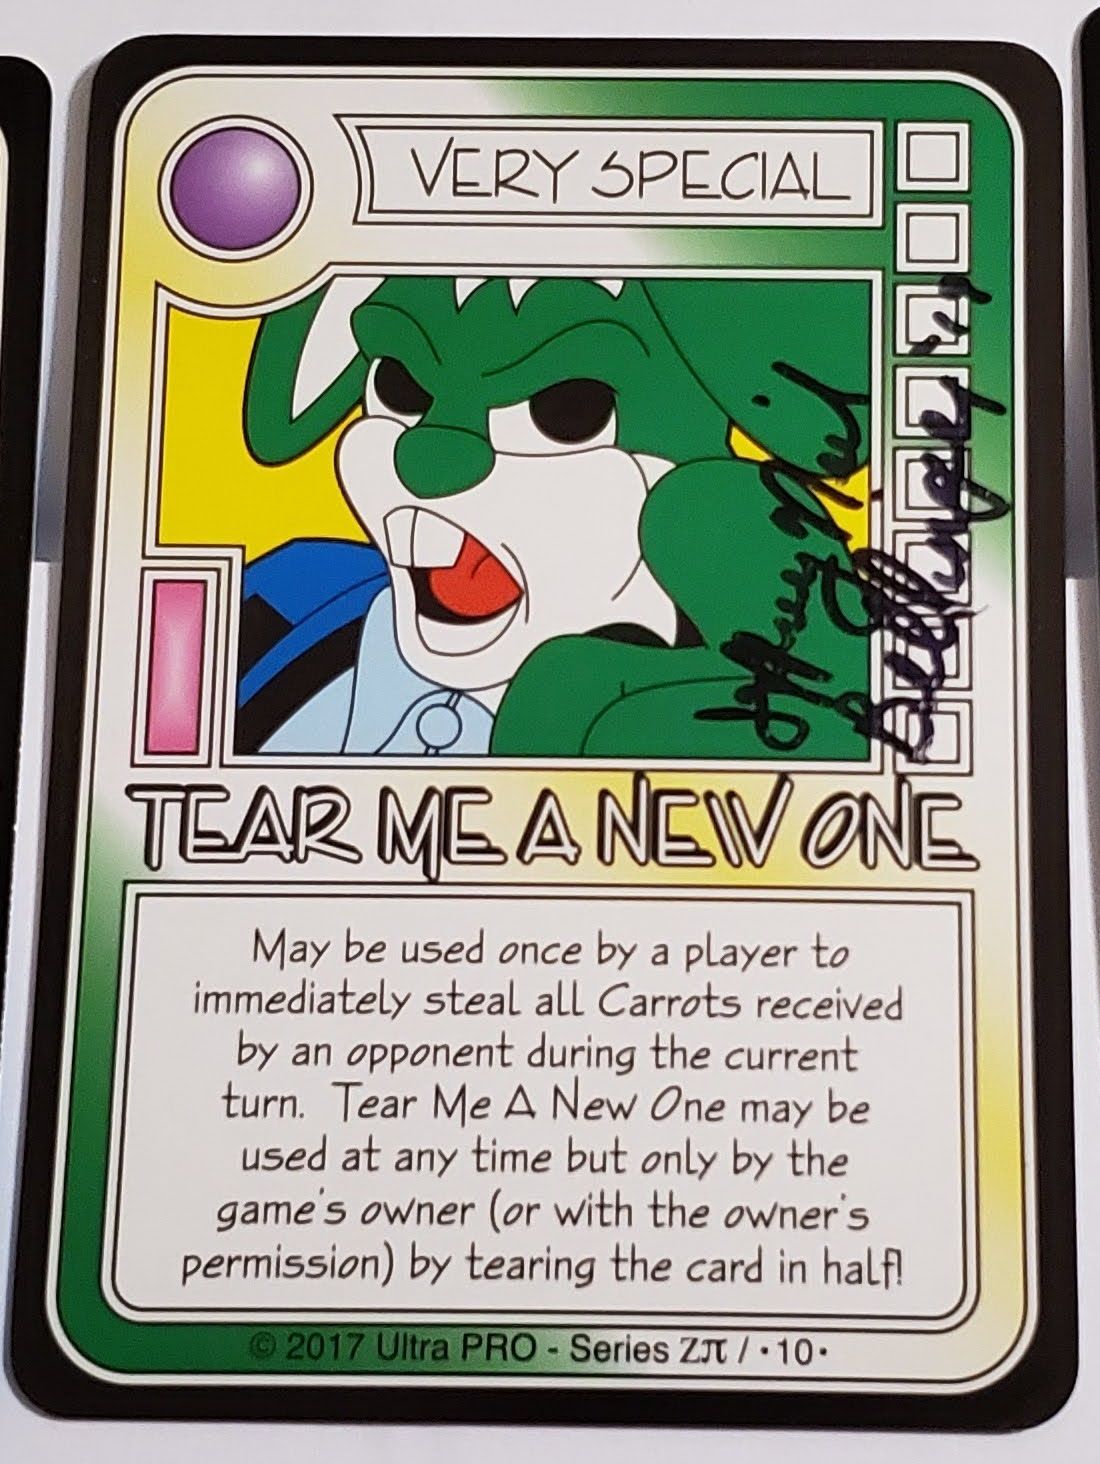 VERY SPECIAL
TEAR ME A NEW ONE
May be used once by a player to
immediately steal all Carrots received
by an opponent during the current
turn. Tear Me A New One may be
used at any time but only by the
game's owner (or with the owner's
permission) by tearing the card in half!
© 2017 Ultra PRO - Series Zπ / •10•